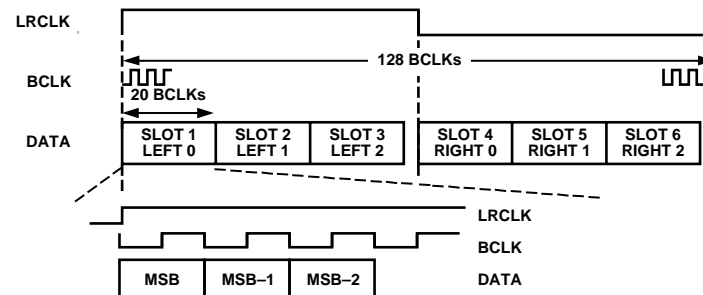 LRCLK
128 BCLKs
BCLK
20 BCLKs
DATA
SLOT 1 LEFT 0
SLOT 2 LEFT 1
SLOT 3 LEFT 2
SLOT 4 RIGHT 0
SLOT 5 RIGHT 1
SLOT 6 RIGHT 2
LRCLK
BCLK
MSB
MSB–1
MSB–2
DATA